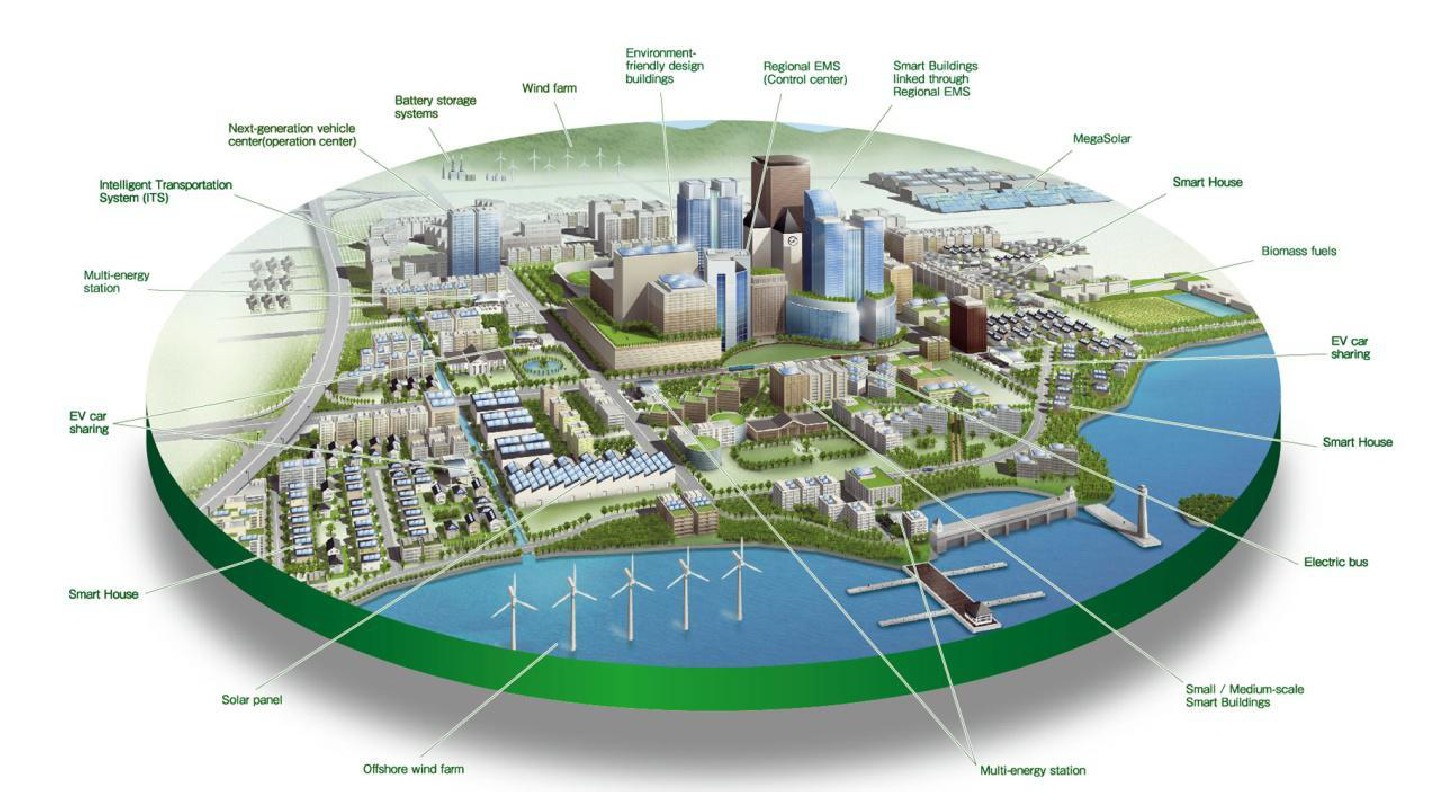 Environment-
friendly design
buildings
Regional EMS
(Control center)
Smart Buildings
linked through
Regional EMS
Wind farm
Battery storage
systems
Next-generation vehicle
center(operation center)
MegaSolar
Intelligent Transportation
System (ITS)
Smart House
Multi-energy
station
Biomass fuels
EV car
sharing
EV car
sharing
Smart House
Smart House
Electric bus
Solar panel
Small / Medium-scale
Smart Buildings
Offshore wind farm
Multi-energy station